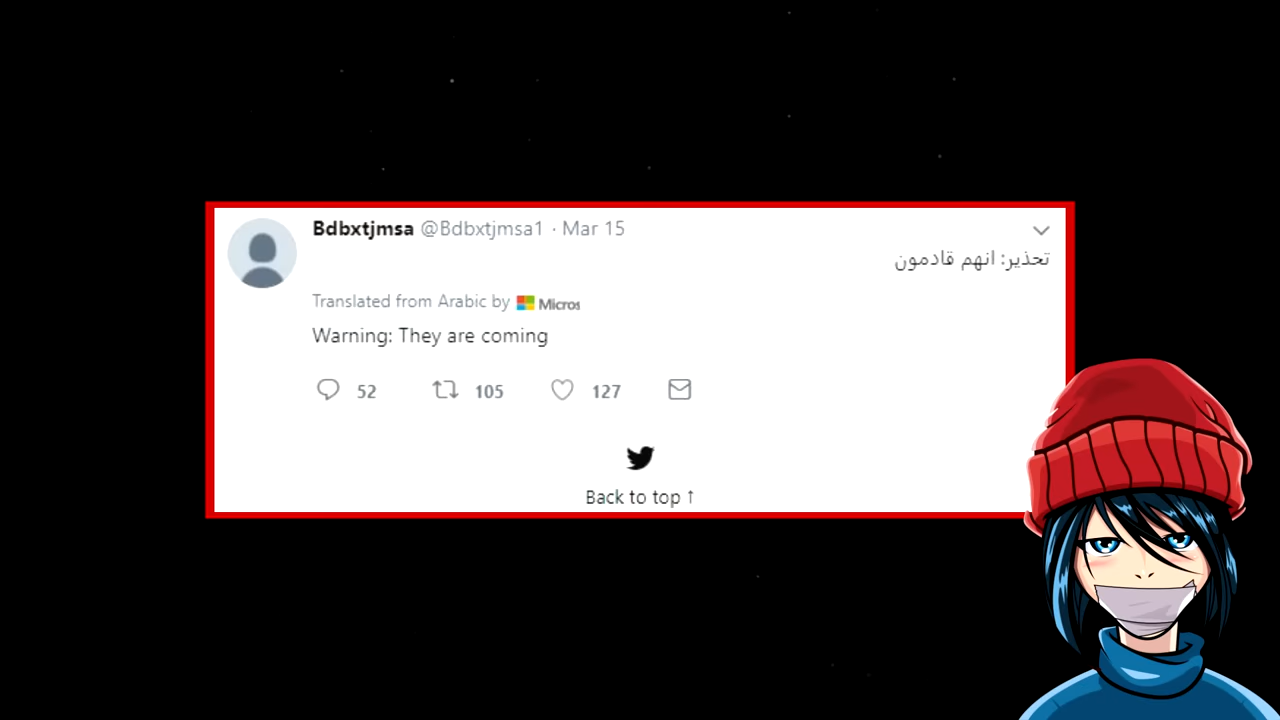 Bdbxtjmsa @Bdbxtjmsa1 · Mar 15
تحذير: انهم قادمون
Translated from Arabic by Micros
Warning: They are coming
52 105 127
Back to top ↑